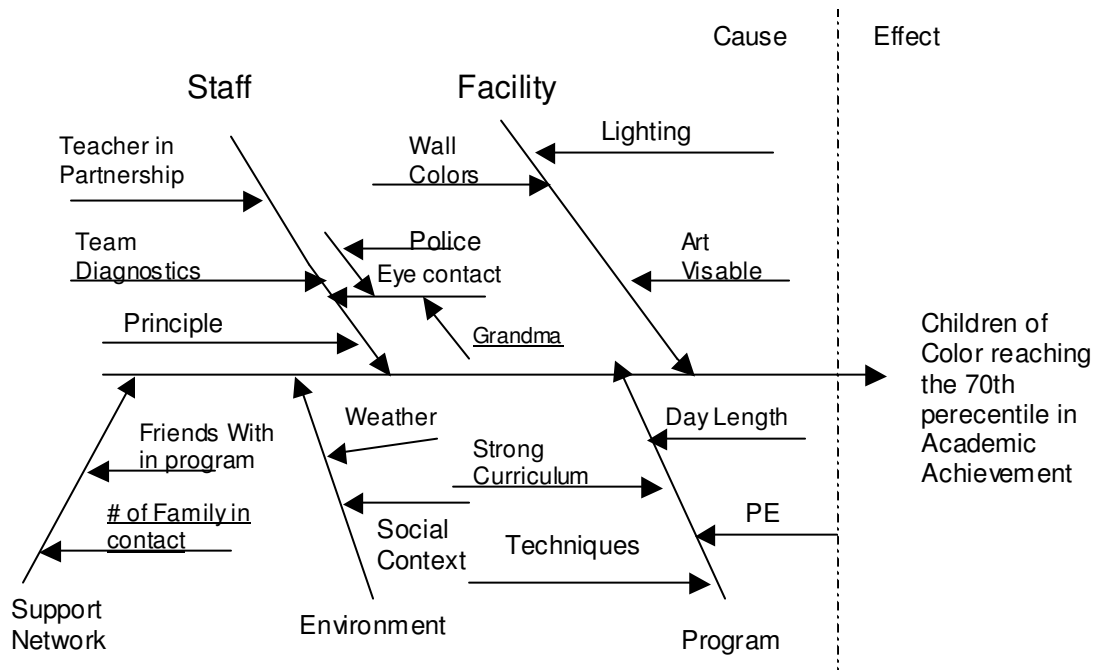 Cause
Effect
Staff
Facility
Teacher in
Partnership
Wall
Colors
Lighting
Team
Diagnostics
Police
Eye contact
Art
Visable
Principle
Grandma
Children of
Color reaching
the 70th
perecentile in
Academic
Achievement
Friends With
in program
# of Family in
contact
Weather
Social
Context
Day Length
Strong
Curriculum
PE
Techniques
Support
Network
Environment
Program